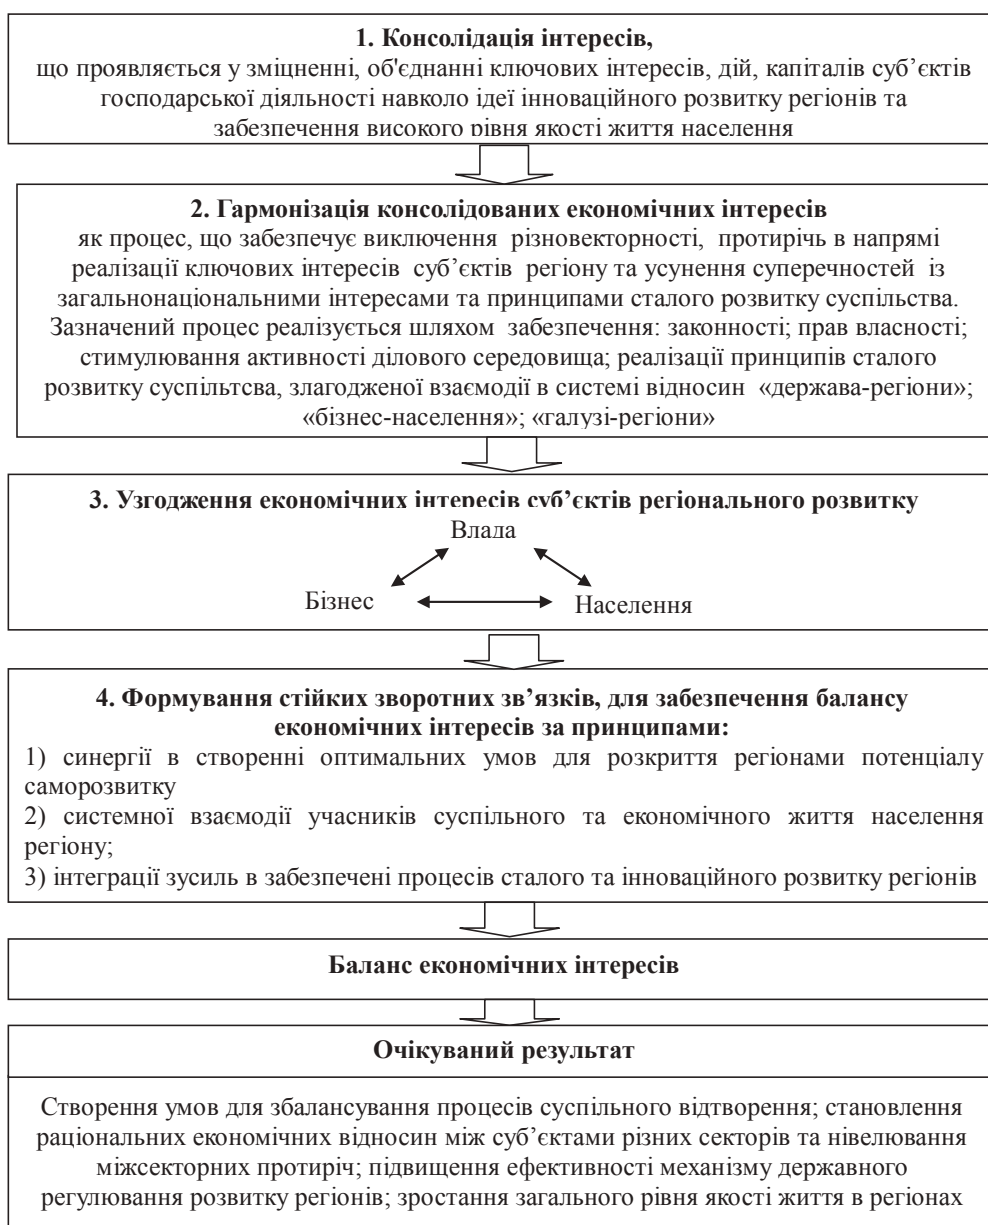 1. Консолідація інтересів,
що проявляється у зміцненні, об'єднанні ключових інтересів, дій, капіталів суб’єктів
господарської діяльності навколо ідеї інноваційного розвитку регіонів та
забезпечення високого рівня якості життя населення
2. Гармонізація консолідованих економічних інтересів
як процес, що забезпечує виключення різновекторності, протирічь в напрямі
реалізації ключових інтересів суб’єктів регіону та усунення суперечностей із
загальнонаціональними інтересами та принципами сталого розвитку суспільства.
Зазначений процес реалізується шляхом забезпечення: законності; прав власності;
стимулювання активності ділового середовища; реалізації принципів сталого
розвитку суспільтсва, злагодженої взаємодії в системі відносин «держава-регіони»;
«бізнес-населення»; «галузі-регіони»
3. Узгодження економічних інтересів суб’єктів регіонального розвитку
Влада
Бізнес
Населення
4. Формування стійких зворотних зв’язків, для забезпечення балансу
економічних інтересів за принципами:
1) синергії в створенні оптимальних умов для розкриття регіонами потенціалу
саморозвитку
2) системної взаємодії учасників суспільного та економічного життя населення
регіону;
3) інтеграції зусиль в забезпечені процесів сталого та інноваційного розвитку регіонів
Баланс економічних інтересів
Очікуваний результат
Створення умов для збалансування процесів суспільного відтворення; становлення
раціональних економічних відносин між суб’єктами різних секторів та нівелювання
міжсекторних протиріч; підвищення ефективності механізму державного
регулювання розвитку регіонів; зростання загального рівня якості життя в регіонах